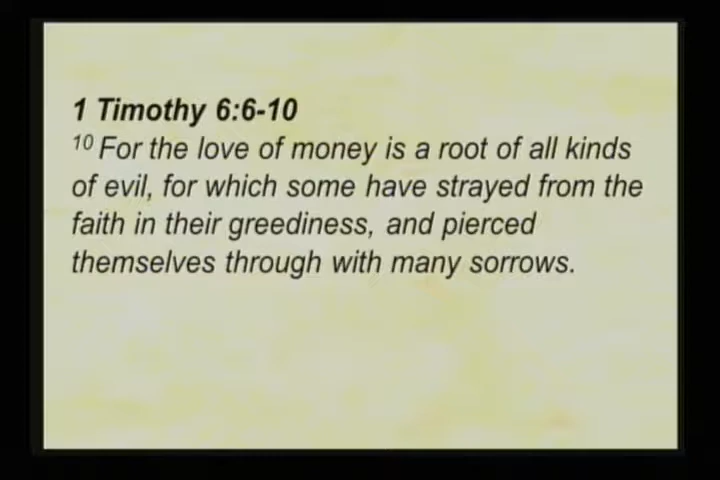 1 Timothy 6:6-10
10 For the love of money is a root of all kinds
of evil, for which some have strayed from the
faith in their greediness, and pierced
themselves through with many sorrows.